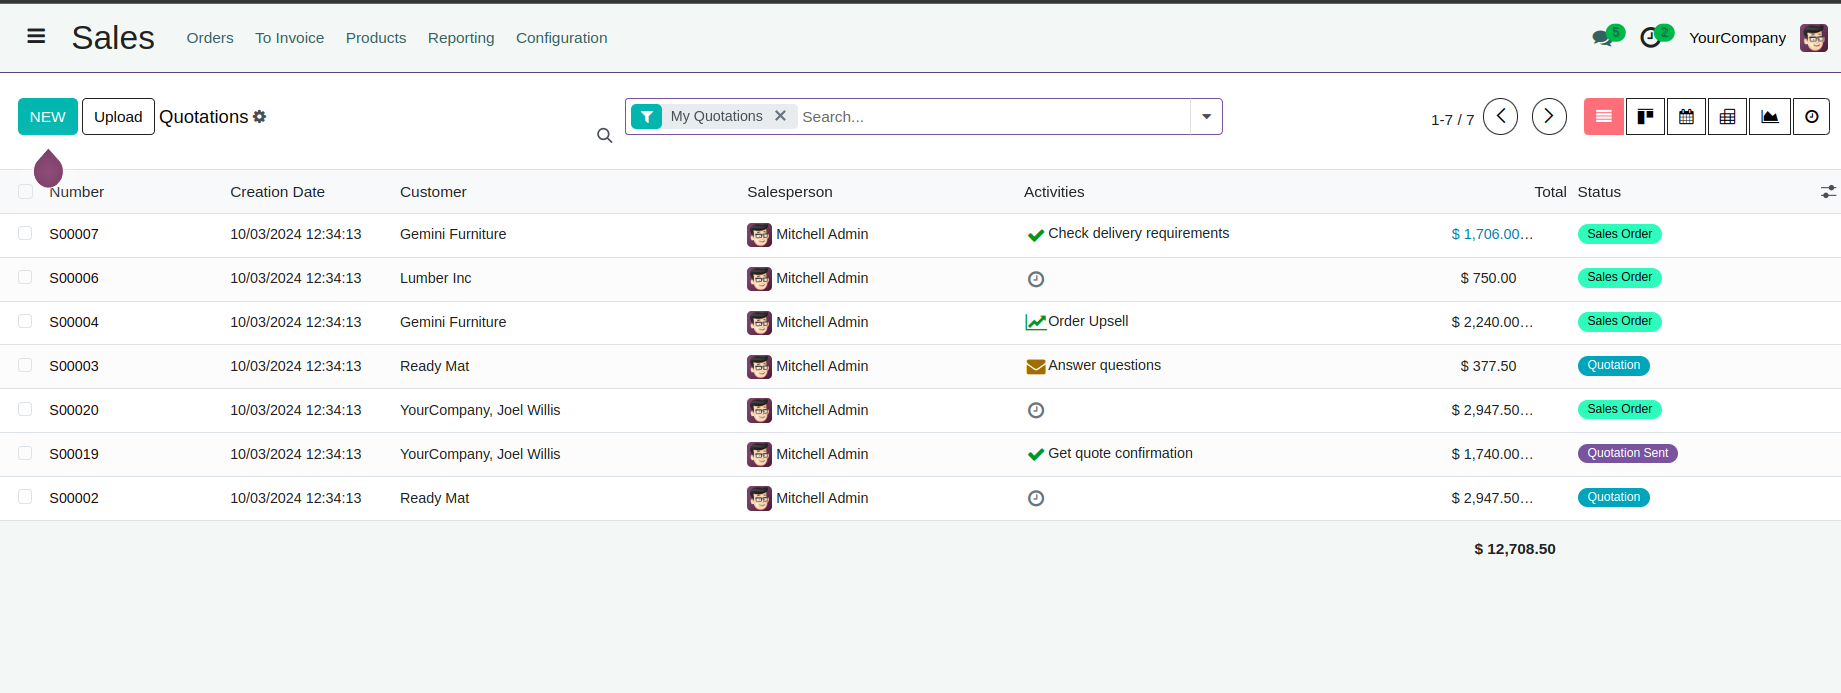 Sales Orders To Invoice Products Reporting Configuration 5 2 YourCompany
NEW Upload Quotations My Quotations Search... 1-7 / 7
Number Creation Date Customer Salesperson Activities Total Status
S00007 10/03/2024 12:34:13 Gemini Furniture Mitchell Admin Check delivery requirements $ 1,706.00... Sales Order
S00006 10/03/2024 12:34:13 Lumber Inc Mitchell Admin $ 750.00 Sales Order
S00004 10/03/2024 12:34:13 Gemini Furniture Mitchell Admin Order Upsell $ 2,240.00... Sales Order
S00003 10/03/2024 12:34:13 Ready Mat Mitchell Admin Answer questions $ 377.50 Quotation
S00020 10/03/2024 12:34:13 YourCompany, Joel Willis Mitchell Admin $ 2,947.50... Sales Order
S00019 10/03/2024 12:34:13 YourCompany, Joel Willis Mitchell Admin Get quote confirmation $ 1,740.00... Quotation Sent
S00002 10/03/2024 12:34:13 Ready Mat Mitchell Admin $ 2,947.50... Quotation
$ 12,708.50